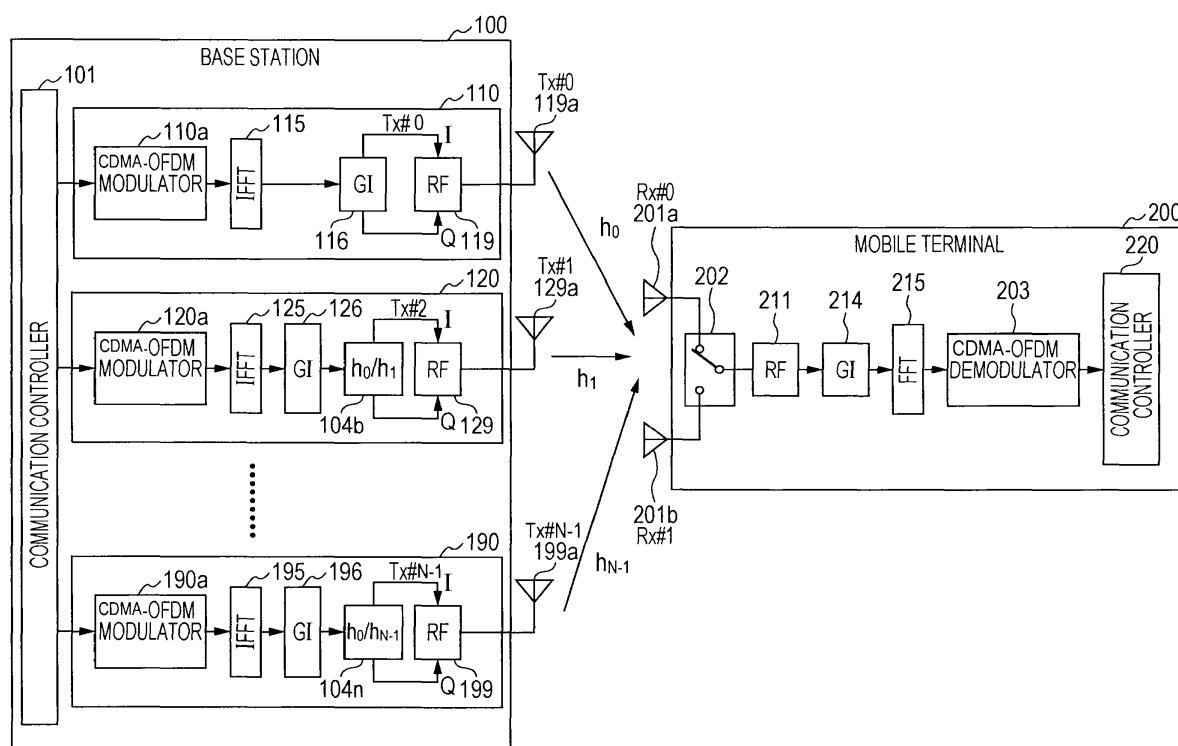 100
BASE STATION
101
COMMUNICATION CONTROLLER
110
110a
CDMA-OFDM
MODULATOR
115
IFFT
Tx#0
I
GI
116
RF
Q 119
Tx#0
119a
h0
120
120a
CDMA-OFDM
MODULATOR
125
IFFT
126
GI
Tx#2
I
h0/h1
104b
RF
Q 129
Tx#1
129a
h1
190
190a
CDMA-OFDM
MODULATOR
195
IFFT
196
GI
Tx#N-1
I
h0/hN-1
104n
RF
Q 199
Tx#N-1
199a
hN-1
Rx#0
201a
201b
Rx#1
200
MOBILE TERMINAL
202
211
RF
214
GI
215
FFT
203
CDMA-OFDM
DEMODULATOR
220
COMMUNICATION
CONTROLLER